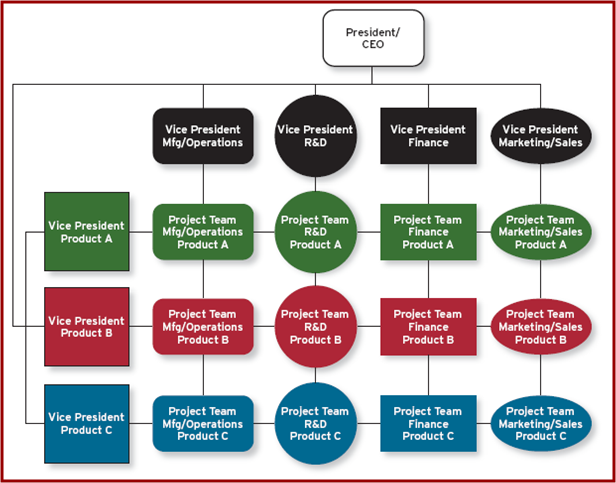 President/
CEO
Vice President
Mfg/Operations
Vice President
R&D
Vice President
Finance
Vice President
Marketing/Sales
Vice President
Product A
Project Team
Mfg/Operations
Product A
Project Team
R&D
Product A
Project Team
Finance
Product A
Project Team
Marketing/Sales
Product A
Vice President
Product B
Project Team
Mfg/Operations
Product B
Project Team
R&D
Product B
Project Team
Finance
Product B
Project Team
Marketing/Sales
Product B
Vice President
Product C
Project Team
Mfg/Operations
Product C
Project Team
R&D
Product C
Project Team
Finance
Product C
Project Team
Marketing/Sales
Product C